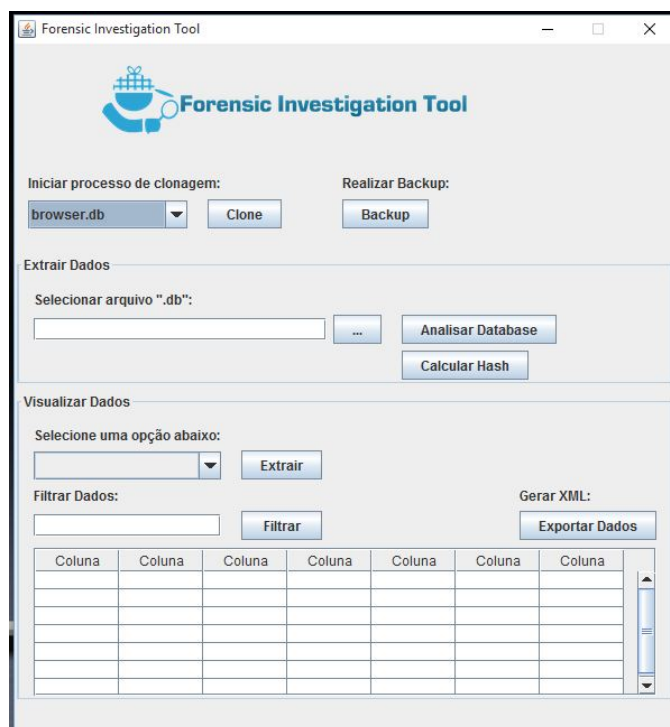 Forensic Investigation Tool
Forensic Investigation Tool
Iniciar processo de clonagem: Realizar Backup:
browser.db Clone Backup
Extrair Dados
Selecionar arquivo ".db":
... Analisar Database
Calcular Hash
Visualizar Dados
Selecione uma opção abaixo:
Extrair
Filtrar Dados: Gerar XML:
Filtrar Exportar Dados
Coluna Coluna Coluna Coluna Coluna Coluna Coluna